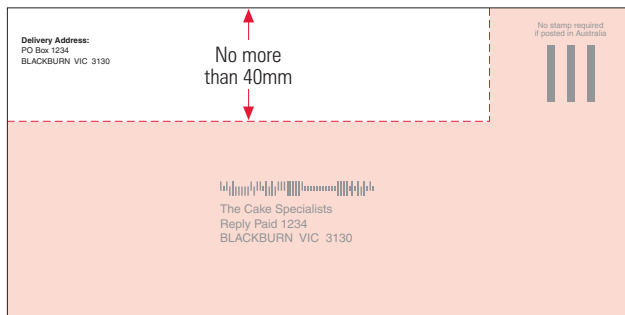 No stamp required
if posted in Australia
Delivery Address:
PO Box 1234
BLACKBURN VIC 3130
No more
than 40mm
The Cake Specialists
Reply Paid 1234
BLACKBURN VIC 3130